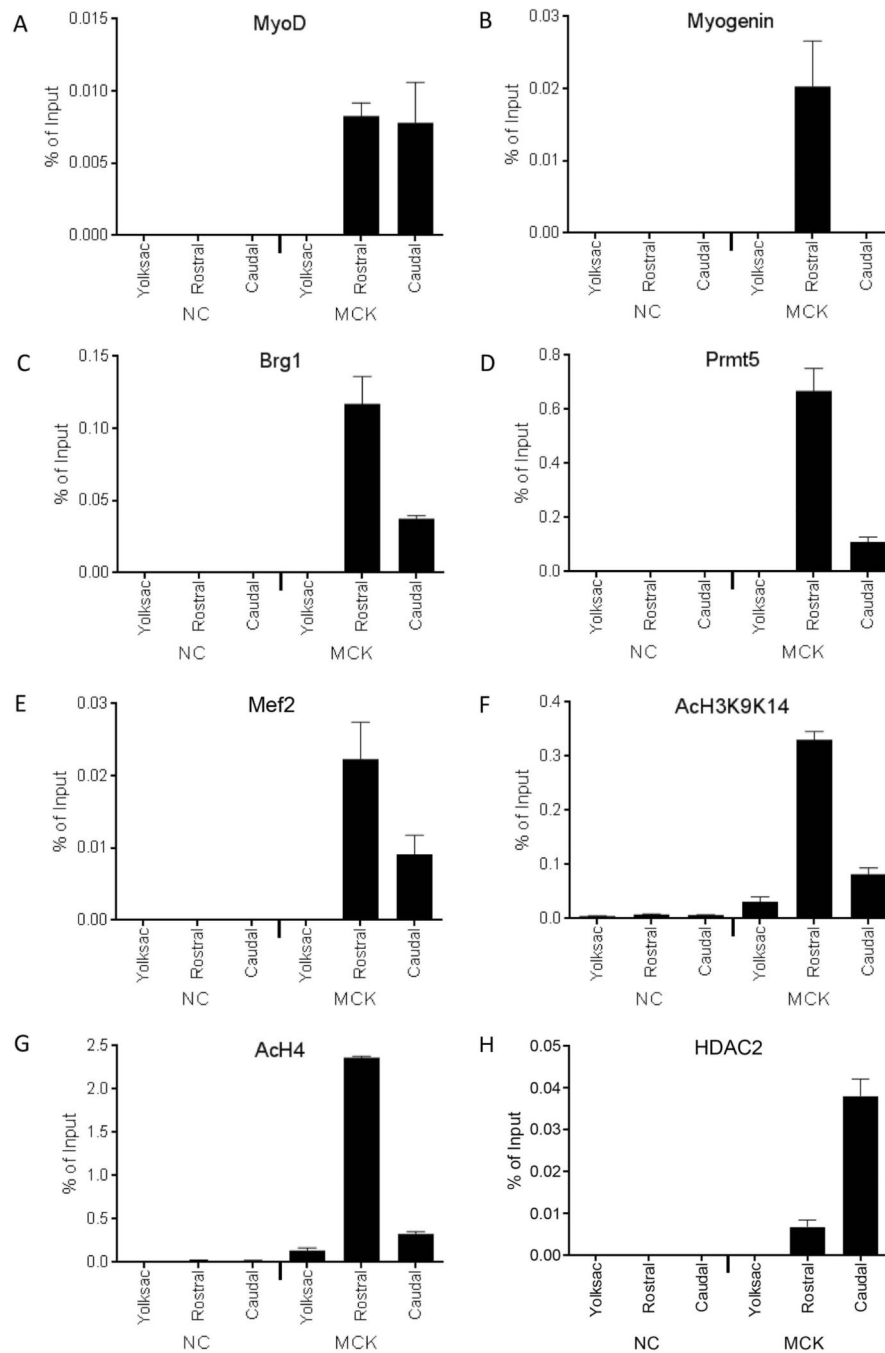 A
MyoD
% of Input
0.015
0.010
0.005
0.000
Yolksac
Rostral
Caudal
Yolksac
Rostral
Caudal
NC
MCK
B
Myogenin
% of Input
0.03
0.02
0.01
0.00
Yolksac
Rostral
Caudal
Yolksac
Rostral
Caudal
NC
MCK
C
Brg1
% of Input
0.15
0.10
0.05
0.00
Yolksac
Rostral
Caudal
Yolksac
Rostral
Caudal
NC
MCK
D
Prmt5
% of Input
0.8
0.6
0.4
0.2
0.0
Yolksac
Rostral
Caudal
Yolksac
Rostral
Caudal
NC
MCK
E
Mef2
% of Input
0.03
0.02
0.01
0.00
Yolksac
Rostral
Caudal
Yolksac
Rostral
Caudal
NC
MCK
F
AcH3K9K14
% of Input
0.4
0.3
0.2
0.1
0.0
Yolksac
Rostral
Caudal
Yolksac
Rostral
Caudal
NC
MCK
G
AcH4
% of Input
2.5
2.0
1.5
1.0
0.5
0.0
Yolksac
Rostral
Caudal
Yolksac
Rostral
Caudal
NC
MCK
H
HDAC2
% of Input
0.05
0.04
0.03
0.02
0.01
0.00
Yolksac
Rostral
Caudal
Yolksac
Rostral
Caudal
NC
MCK